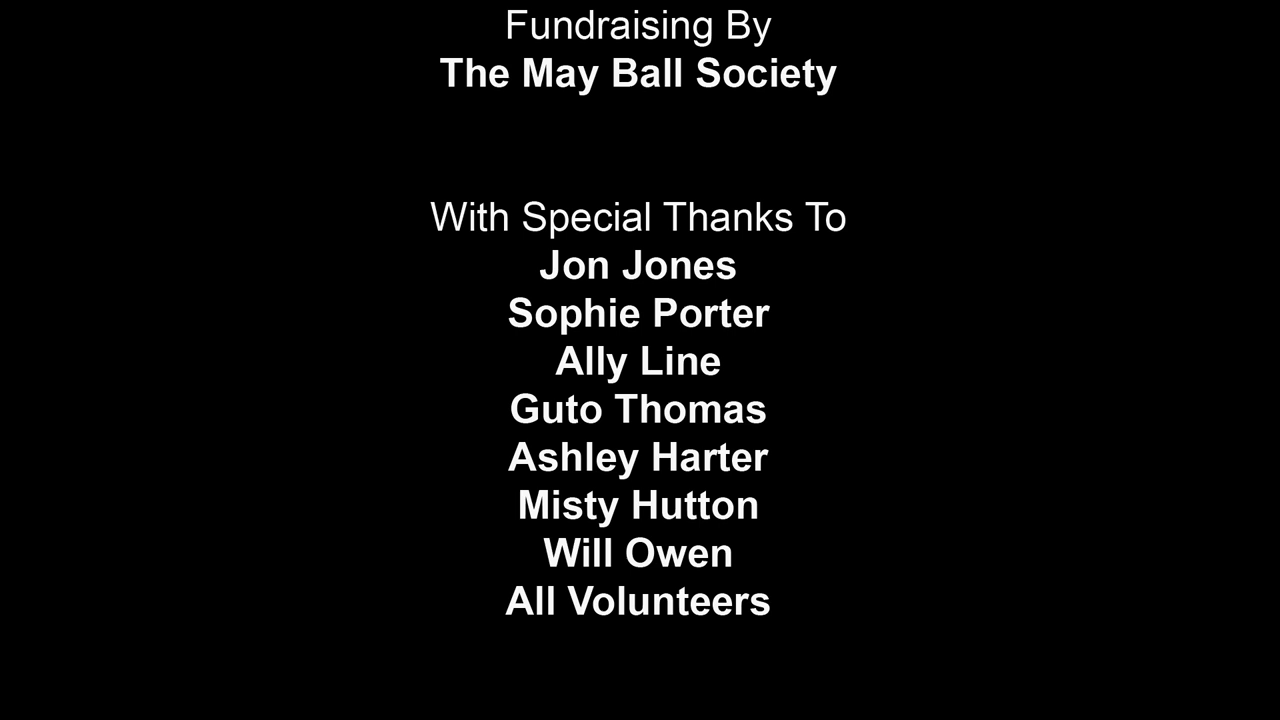 Fundraising By
The May Ball Society
With Special Thanks To
Jon Jones
Sophie Porter
Ally Line
Guto Thomas
Ashley Harter
Misty Hutton
Will Owen
All Volunteers